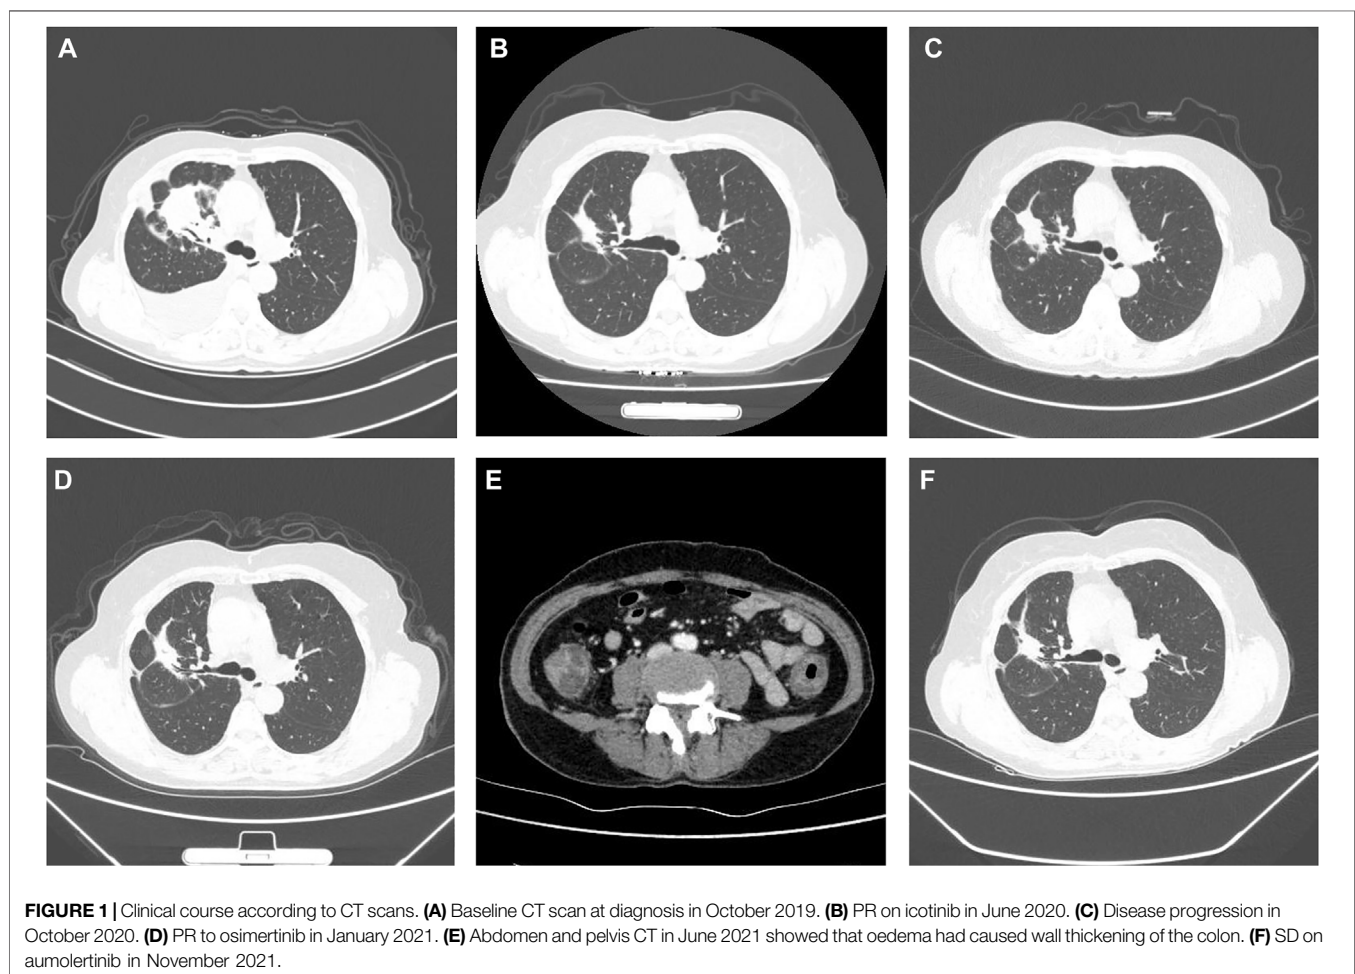 A
B
C
D
E
F
FIGURE 1 | Clinical course according to CT scans. (A) Baseline CT scan at diagnosis in October 2019. (B) PR on icotinib in June 2020. (C) Disease progression in
October 2020. (D) PR to osimertinib in January 2021. (E) Abdomen and pelvis CT in June 2021 showed that oedema had caused wall thickening of the colon. (F) SD on
aumolertinib in November 2021.